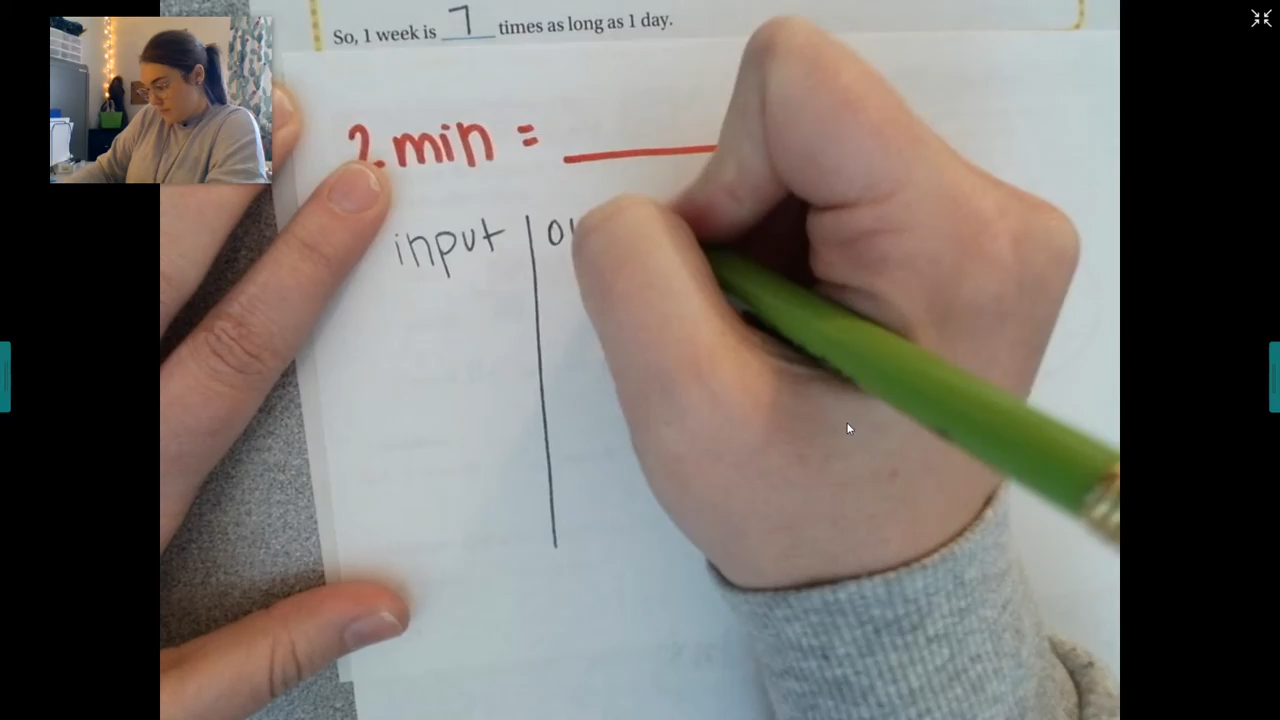 So, 1 week is 7 times as long as 1 day.
2 min =
input